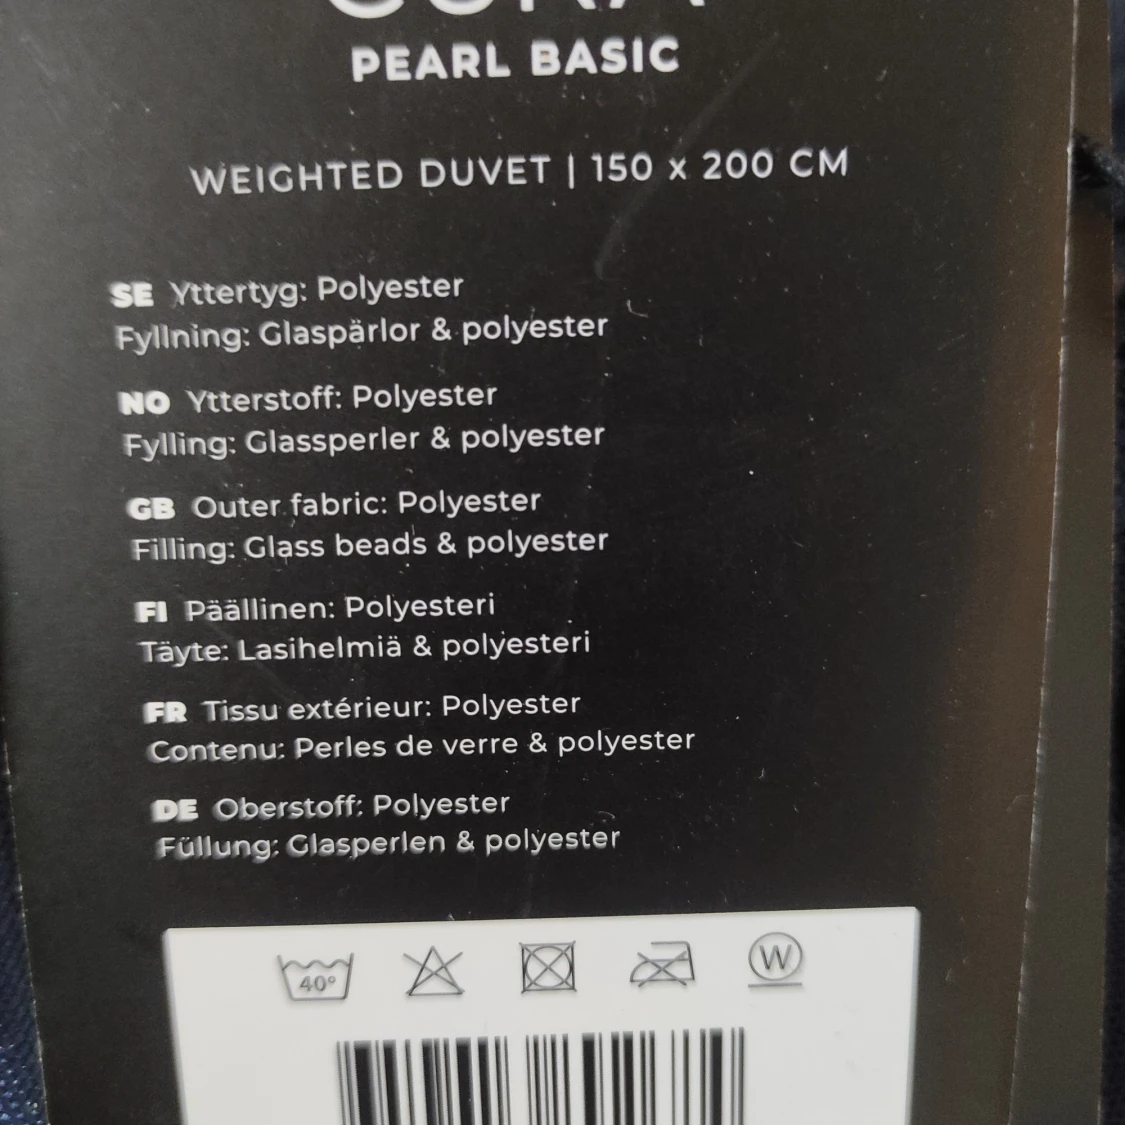 PEARL BASIC
WEIGHTED DUVET | 150 x 200 CM
SE Yttertyg: Polyester
Fyllning: Glaspärlor & polyester
NO Ytterstoff: Polyester
Fylling: Glassperler & polyester
GB Outer fabric: Polyester
Filling: Glass beads & polyester
FI Päällinen: Polyesteri
Täyte: Lasihelmiä & polyesteri
FR Tissu extérieur: Polyester
Contenu: Perles de verre & polyester
DE Oberstoff: Polyester
Füllung: Glasperlen & polyester
40° W